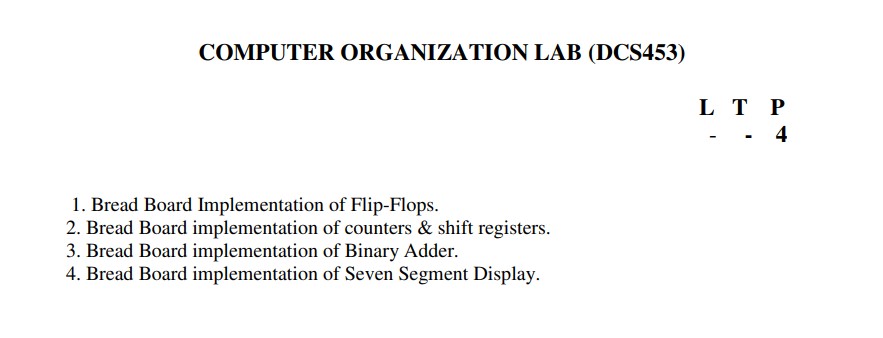 COMPUTER ORGANIZATION LAB (DCS453)
L T P
- - 4
1. Bread Board Implementation of Flip-Flops.
2. Bread Board implementation of counters & shift registers.
3. Bread Board implementation of Binary Adder.
4. Bread Board implementation of Seven Segment Display.